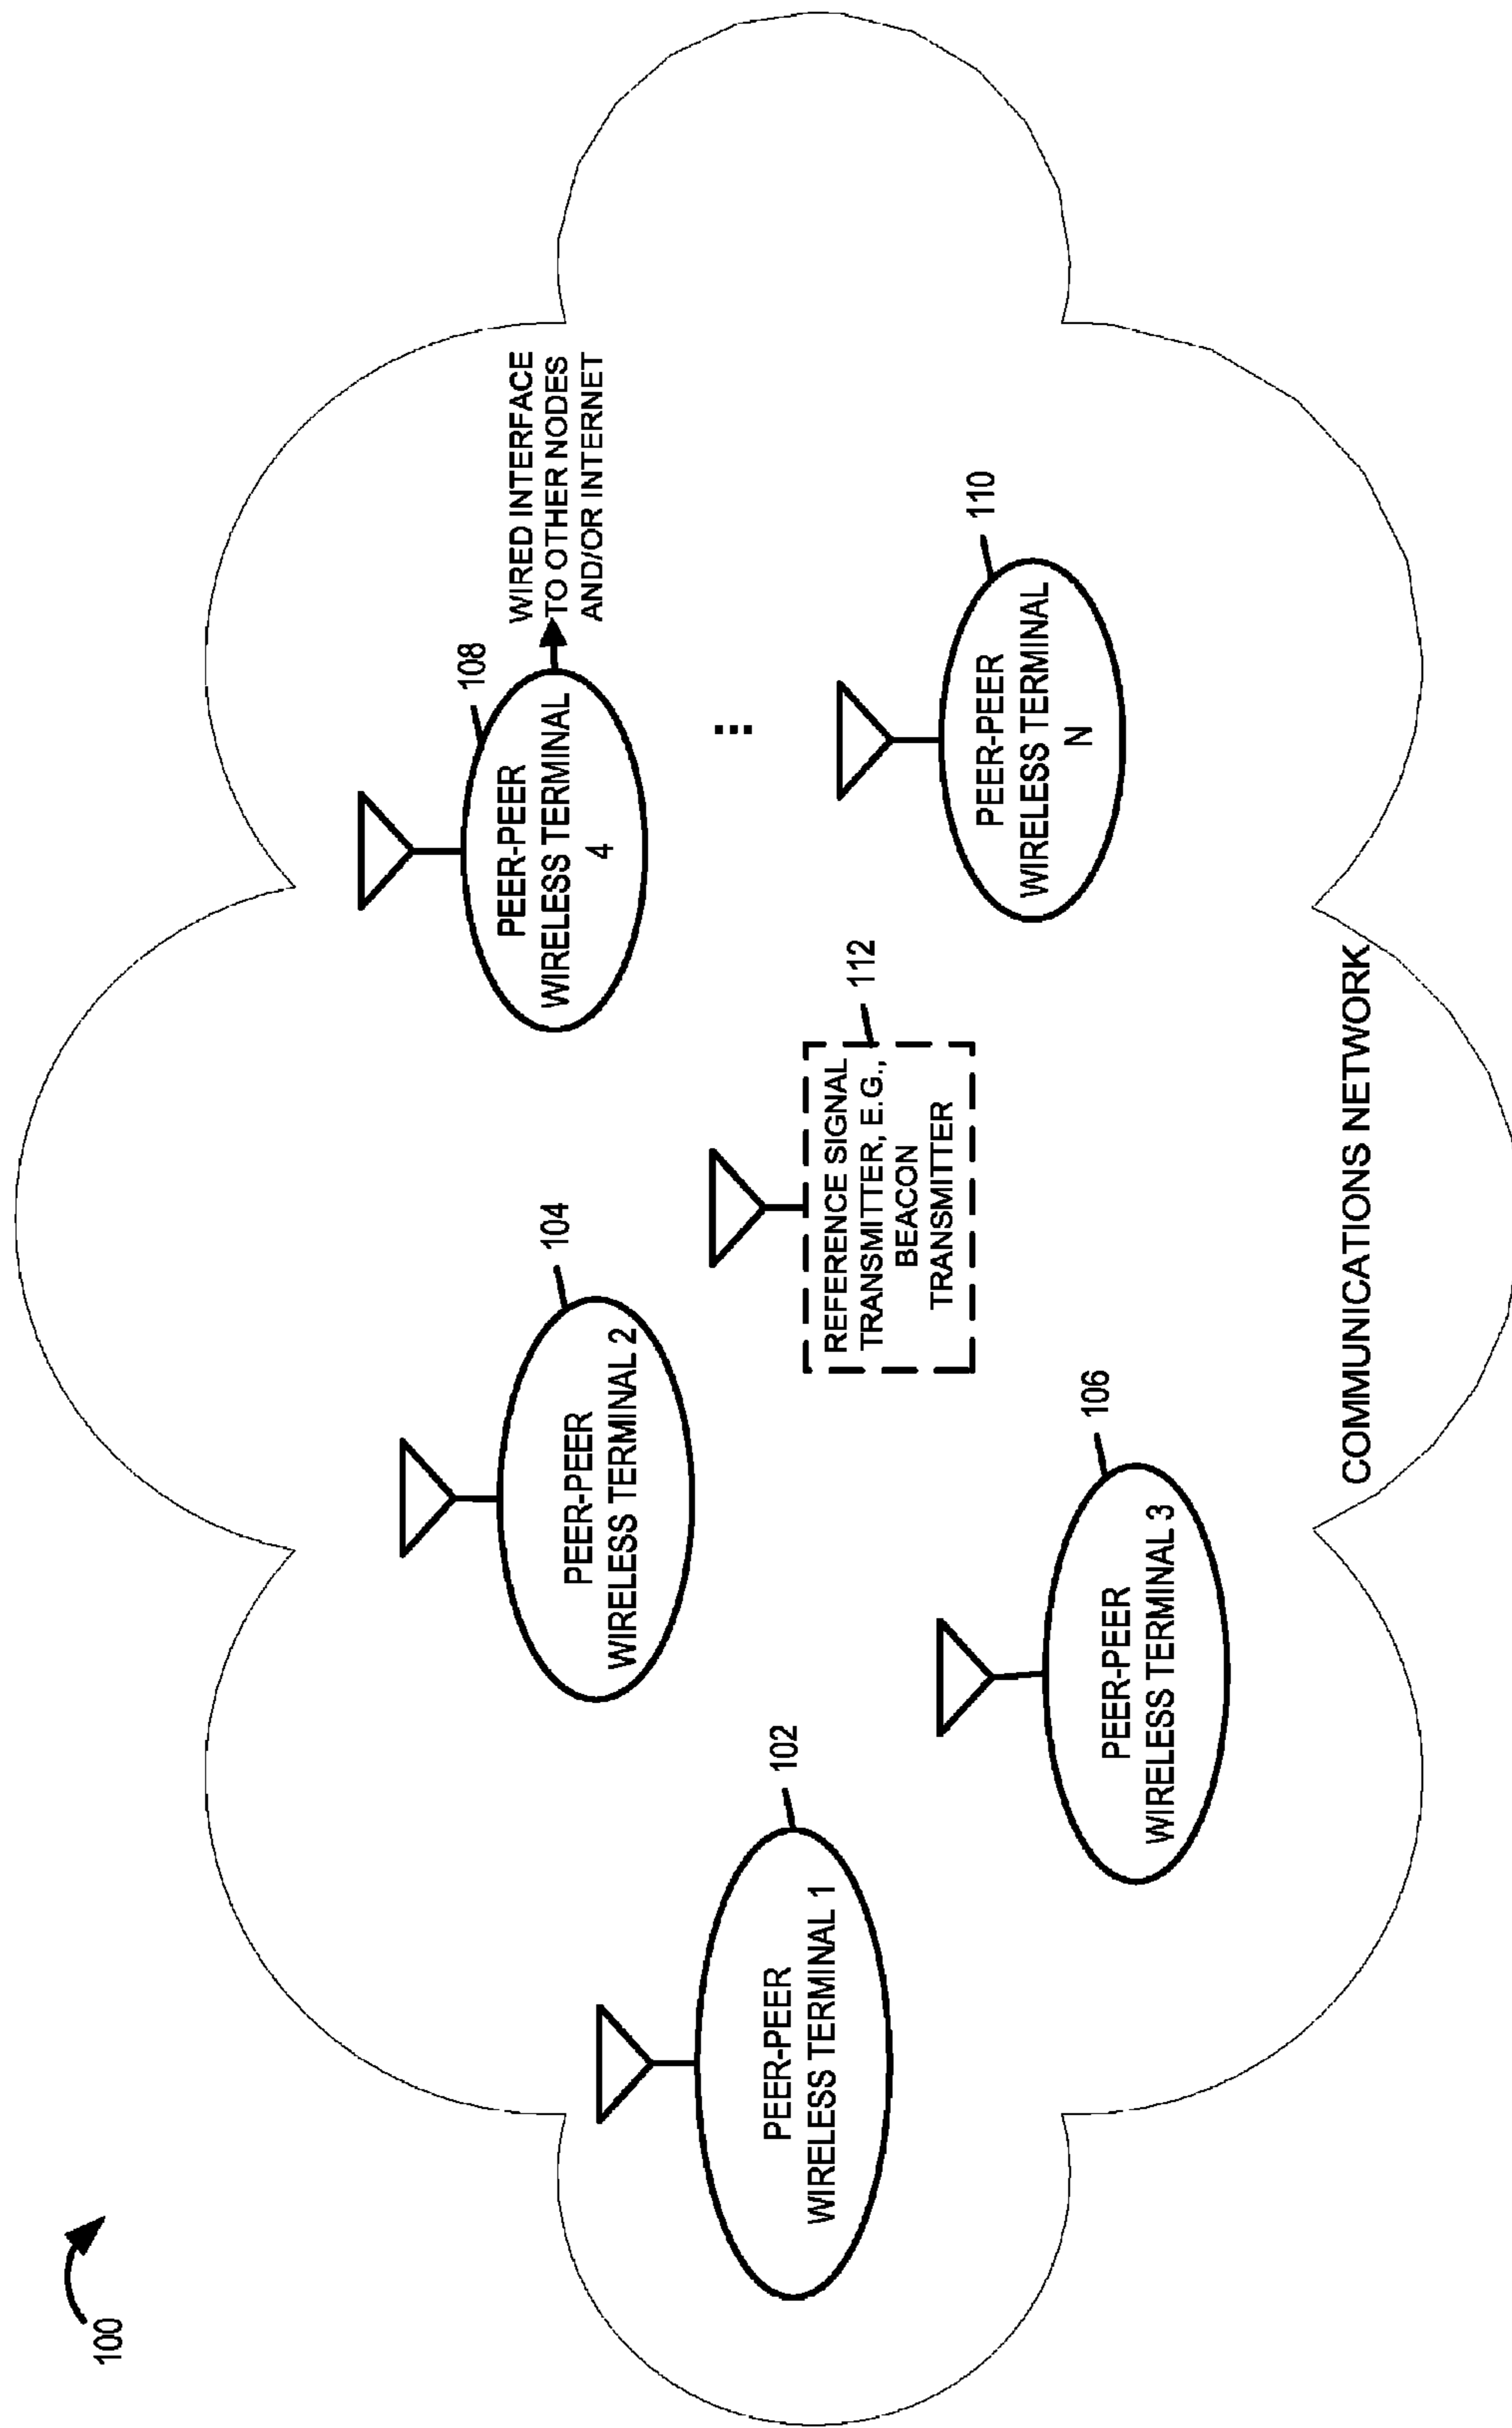 100
PEER-PEER
WIRELESS TERMINAL 1
102
PEER-PEER
WIRELESS TERMINAL 2
104
PEER-PEER
WIRELESS TERMINAL 3
106
REFERENCE SIGNAL
TRANSMITTER, E.G.,
BEACON
TRANSMITTER
112
PEER-PEER
WIRELESS TERMINAL
4
108
WIRED INTERFACE
TO OTHER NODES
AND/OR INTERNET
...
PEER-PEER
WIRELESS TERMINAL
N
110
COMMUNICATIONS NETWORK